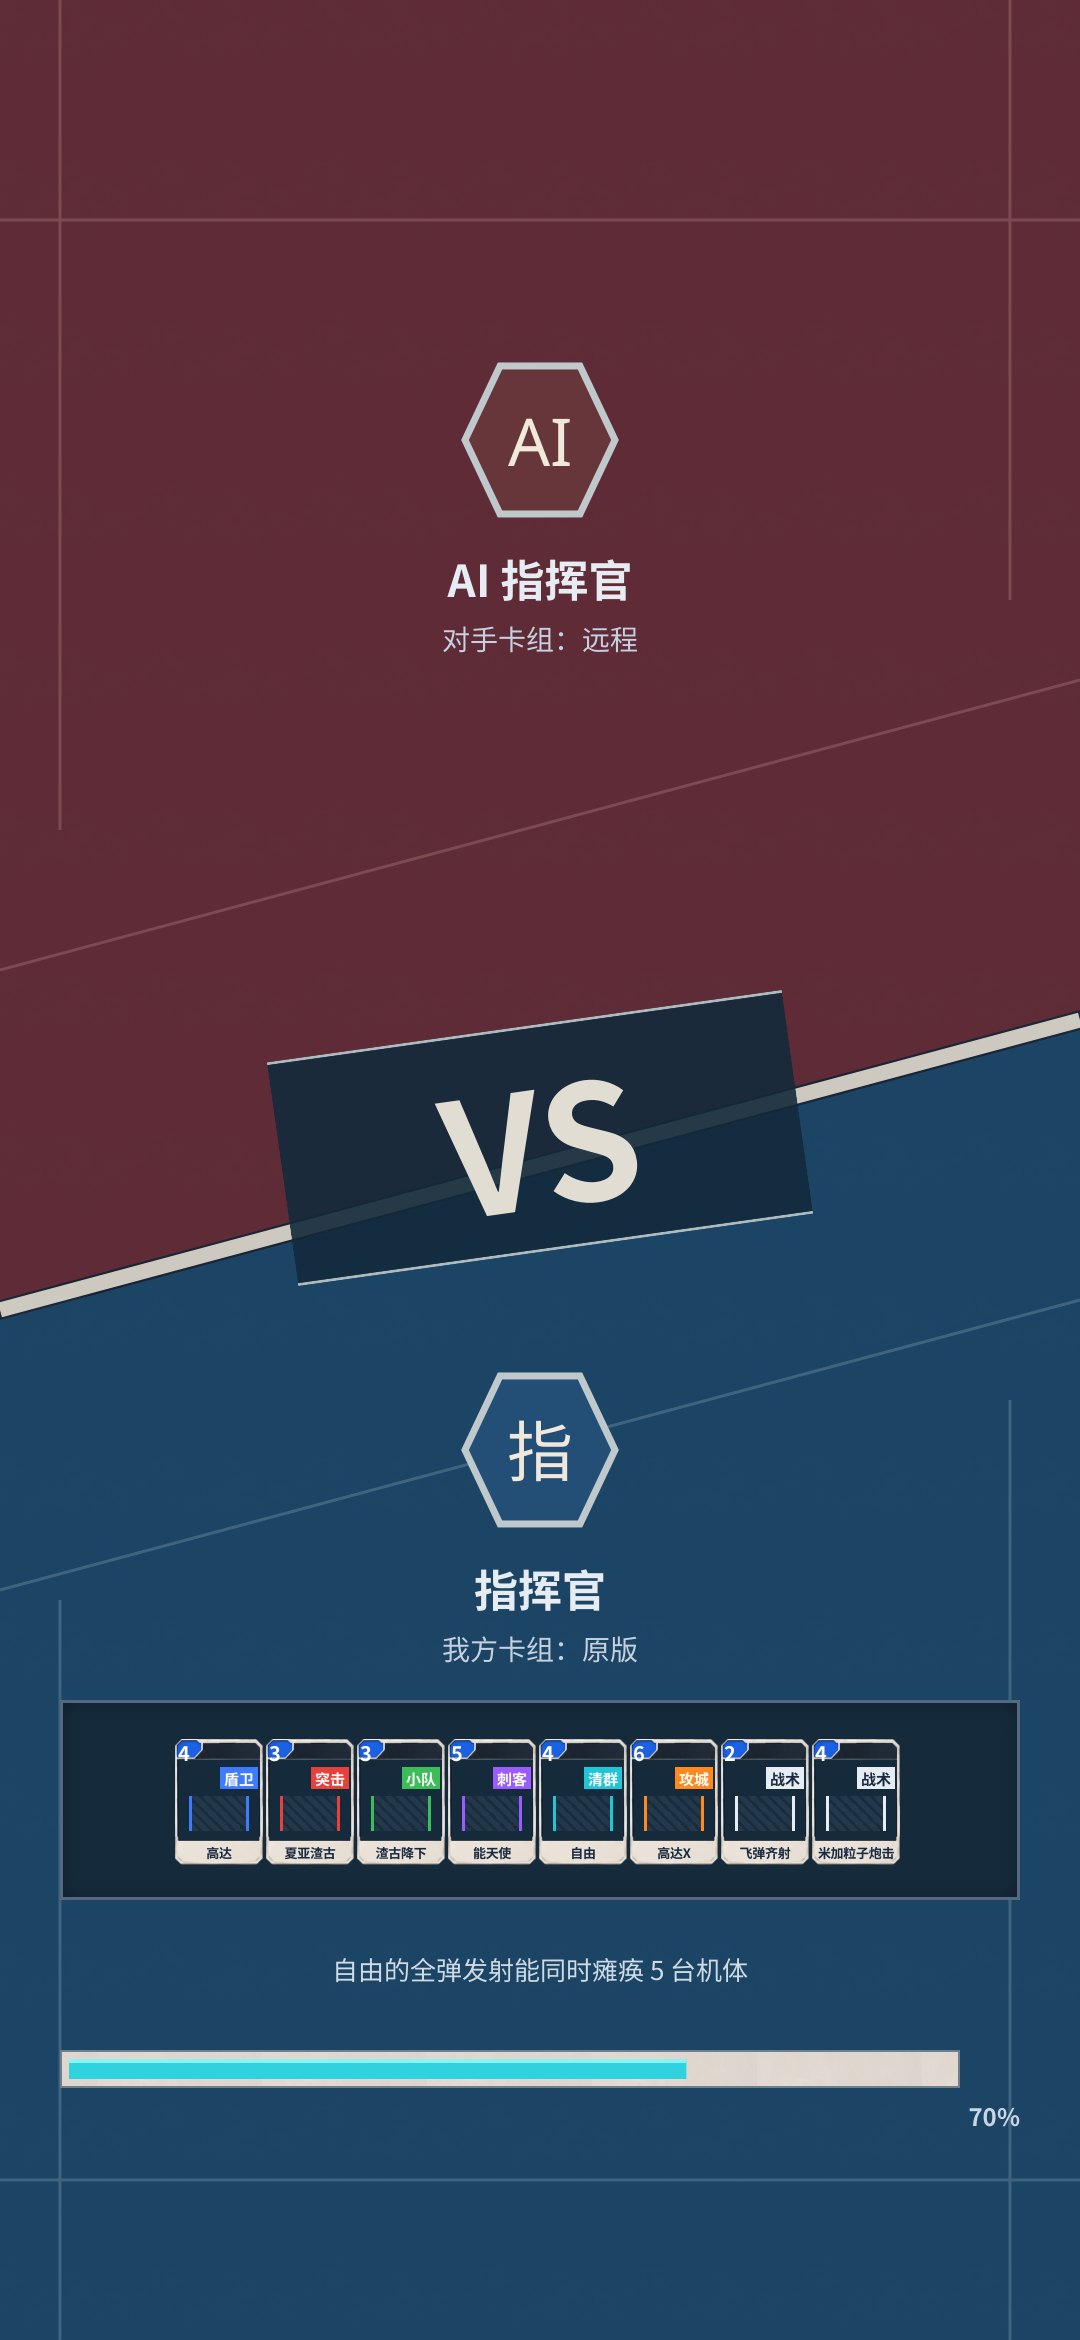 AI
AI 指挥官
对手卡组：远程
VS
指
指挥官
我方卡组：原版
4 3 3 5 4 6 2 4
盾卫 突击 小队 刺客 清群 攻城 战术 战术
高达 夏亚渣古 渣古降下 能天使 自由 高达X 飞弹齐射 米加粒子炮击
自由的全弹发射能同时瘫痪 5 台机体
70%